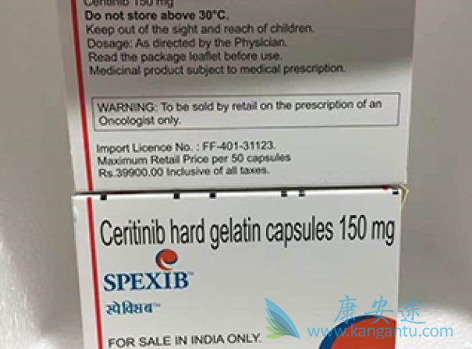 Ceritinib 150 mg
Do not store above 30°C.
Keep out of the sight and reach of children.
Dosage: As directed by the Physician.
Read the package leaflet before use.
Medicinal product subject to medical prescription.
WARNING: To be sold by retail on the prescription of an
Oncologist only.
Import Licence No. : FF-401-31123.
Maximum Retail Price per 50 capsules
Rs.39900.00 Inclusive of all taxes.
Ceritinib hard gelatin capsules 150 mg
SPEXIB™
स्पेक्सिब™
FOR SALE IN INDIA ONLY.
康安途
www.kangantu.com